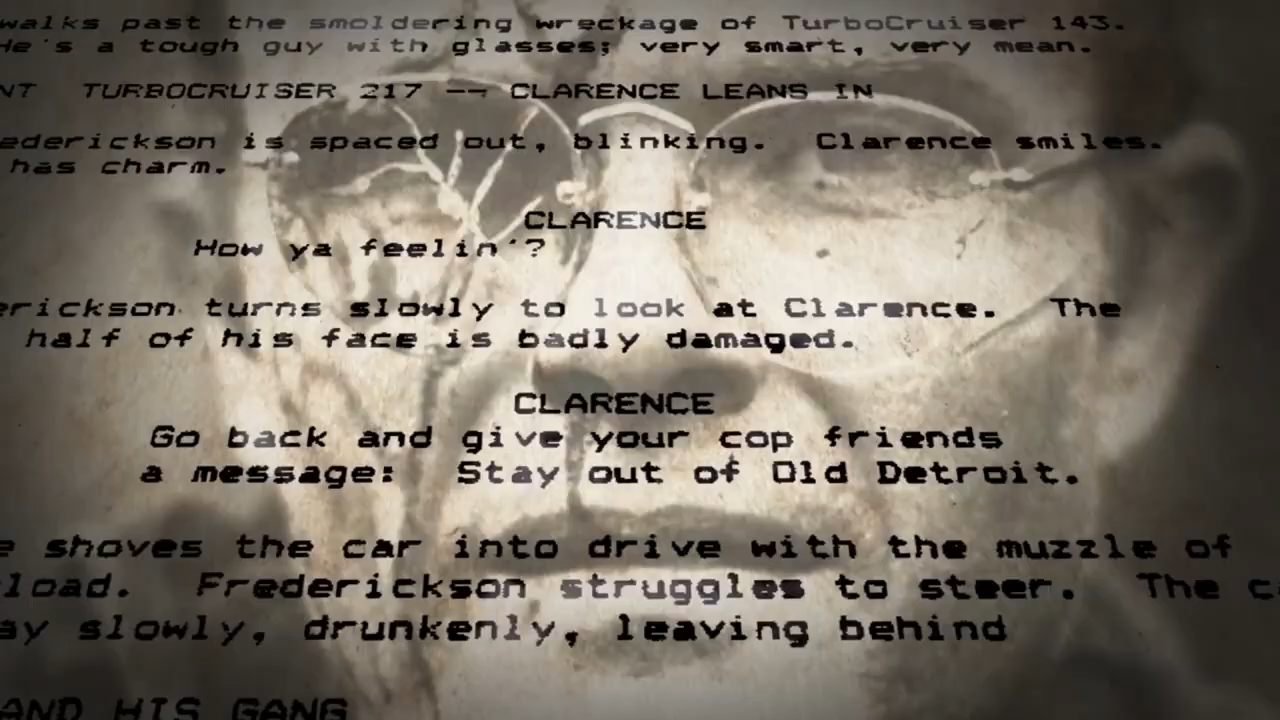 walks past the smoldering wreckage of TurboCruiser 143.
He's a tough guy with glasses; very smart, very mean.
NT TURBOCRUISER 217 -- CLARENCE LEANS IN
ederickson is spaced out, blinking. Clarence smiles.
has charm.
CLARENCE
How ya feelin'?
erickson turns slowly to look at Clarence. The
half of his face is badly damaged.
CLARENCE
Go back and give your cop friends
a message: Stay out of Old Detroit.
e shoves the car into drive with the muzzle of
load. Frederickson struggles to steer. The c
ay slowly, drunkenly, leaving behind
AND HIS GANG